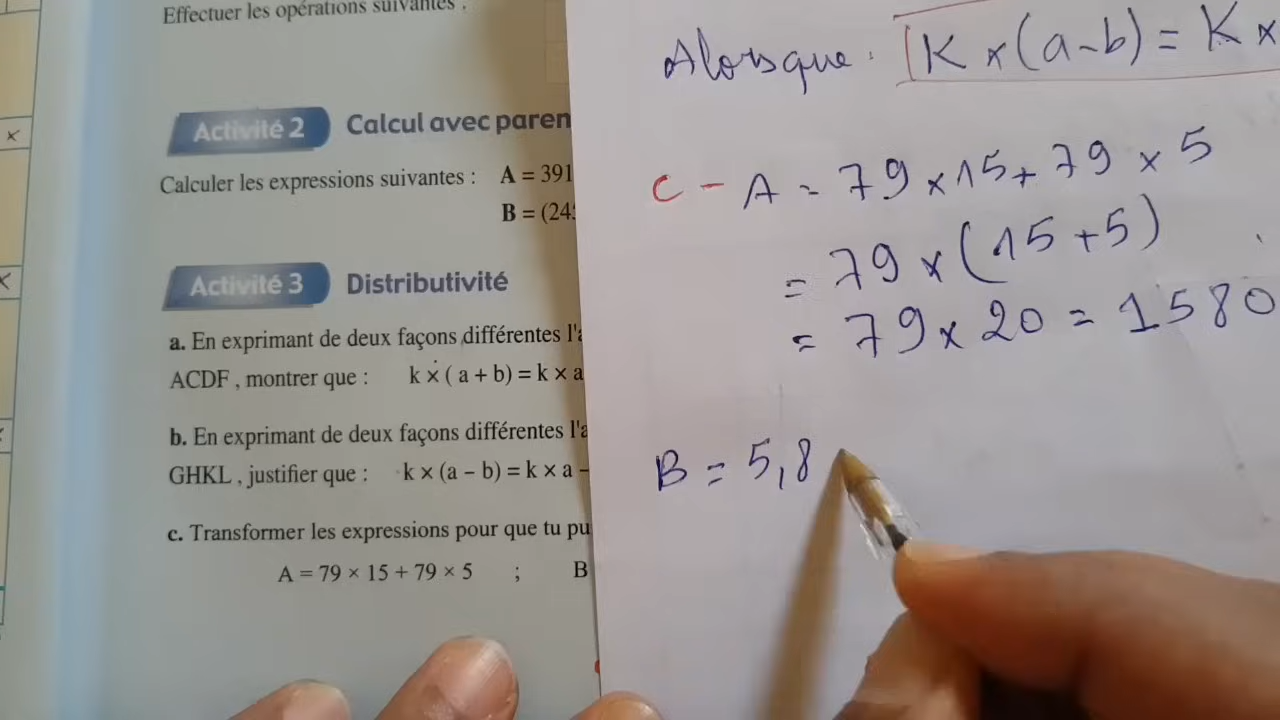 Effectuer les opérations suivantes :
Activité 2 Calcul avec paren
Calculer les expressions suivantes : A = 391
B = (24
Activité 3 Distributivité
a. En exprimant de deux façons différentes l'a
ACDF , montrer que : k × ( a + b) = k × a
b. En exprimant de deux façons différentes l'a
GHKL , justifier que : k × (a − b) = k × a −
c. Transformer les expressions pour que tu pu
A = 79 × 15 + 79 × 5 ; B
Alorsque : K × (a-b) = K ×
C - A = 79 × 15 + 79 × 5
= 79 × (15 + 5)
= 79 × 20 = 1580
B = 5,8